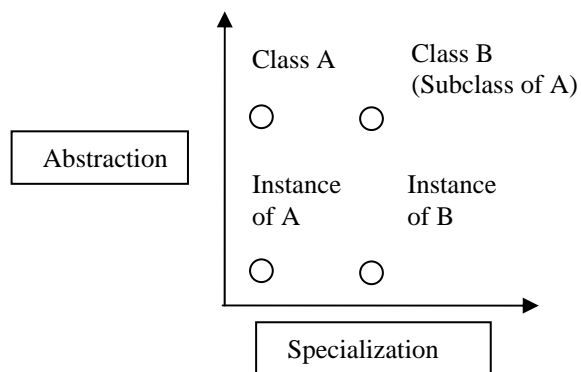 Class A
Class B
(Subclass of A)
Abstraction
Instance
of A
Instance
of B
Specialization